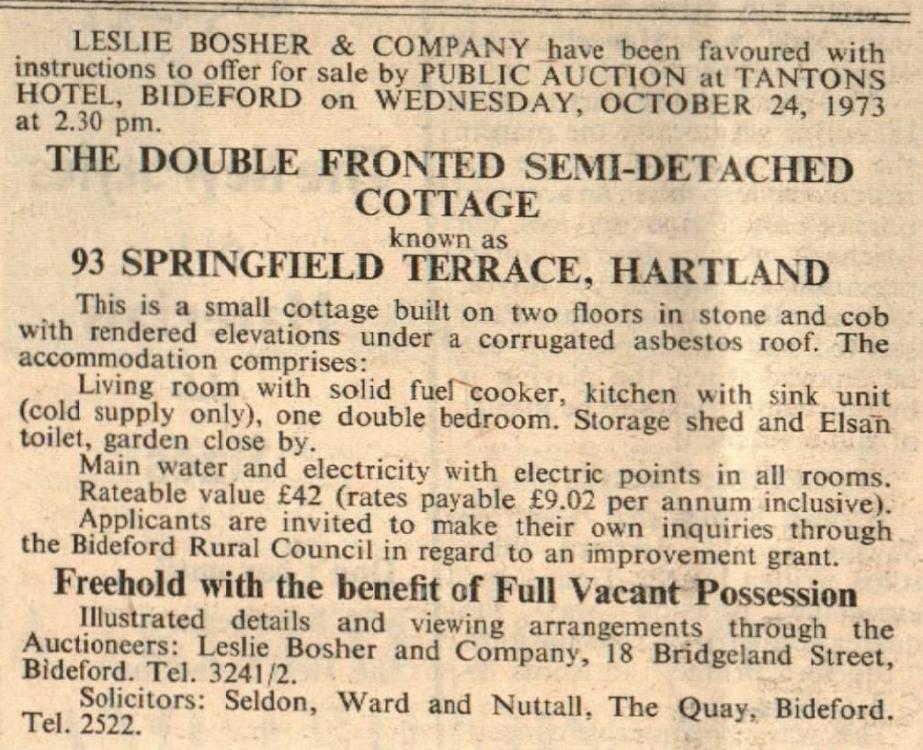 LESLIE BOSHER & COMPANY have been favoured with
instructions to offer for sale by PUBLIC AUCTION at TANTONS
HOTEL, BIDEFORD on WEDNESDAY, OCTOBER 24, 1973
at 2.30 pm.
THE DOUBLE FRONTED SEMI-DETACHED
COTTAGE
known as
93 SPRINGFIELD TERRACE, HARTLAND
This is a small cottage built on two floors in stone and cob
with rendered elevations under a corrugated asbestos roof. The
accommodation comprises:
Living room with solid fuel cooker, kitchen with sink unit
(cold supply only), one double bedroom. Storage shed and Elsan
toilet, garden close by.
Main water and electricity with electric points in all rooms.
Rateable value £42 (rates payable £9.02 per annum inclusive).
Applicants are invited to make their own inquiries through
the Bideford Rural Council in regard to an improvement grant.
Freehold with the benefit of Full Vacant Possession
Illustrated details and viewing arrangements through the
Auctioneers: Leslie Bosher and Company, 18 Bridgeland Street,
Bideford. Tel. 3241/2.
Solicitors: Seldon, Ward and Nuttall, The Quay, Bideford.
Tel. 2522.